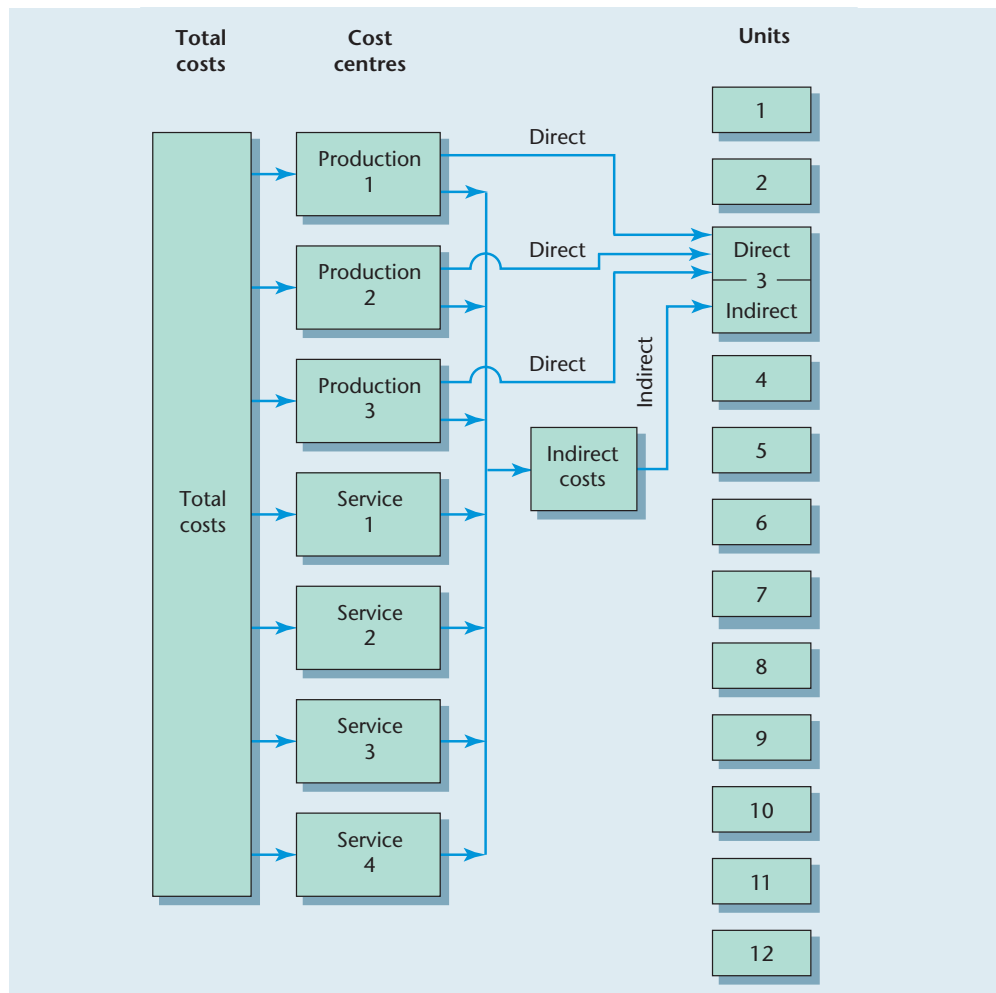 Total
costs
Cost
centres
Units
Total
costs
Production
1
Production
2
Production
3
Service
1
Service
2
Service
3
Service
4
Direct
Direct
Direct
Indirect
costs
Indirect
1
2
Direct
3
Indirect
4
5
6
7
8
9
10
11
12